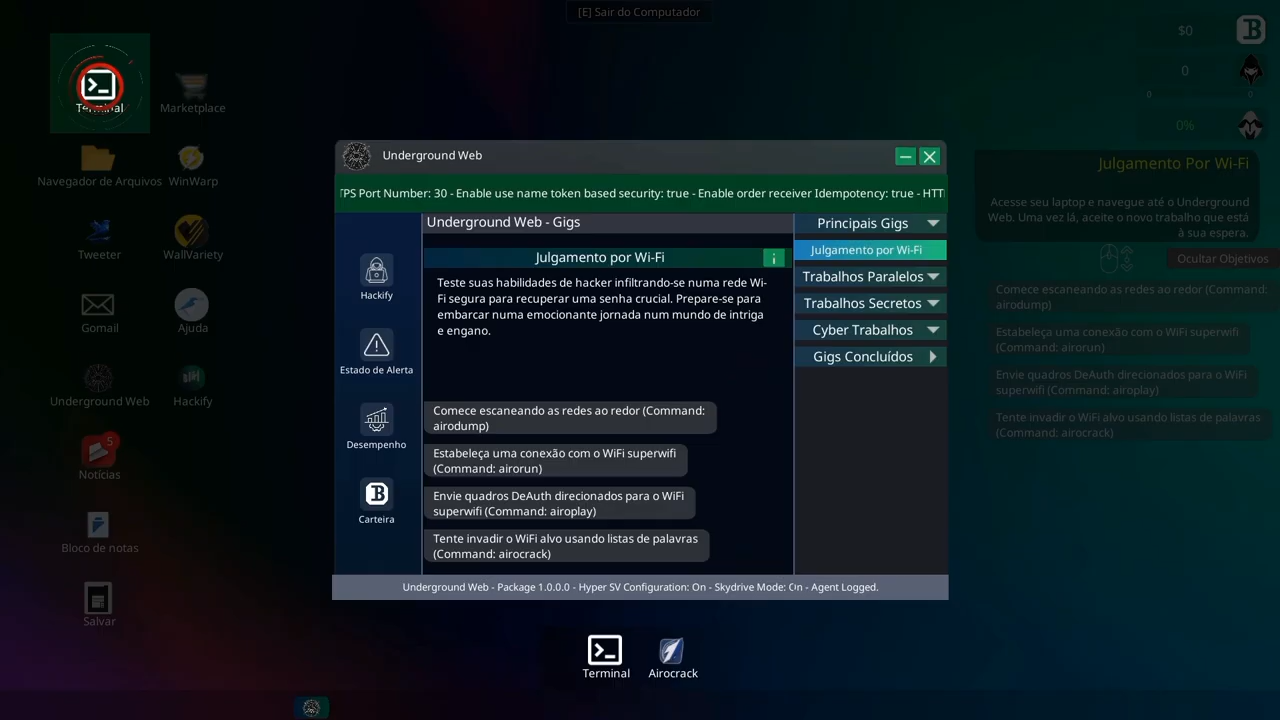 [E] Sair do Computador
Terminal
Marketplace
Navegador de Arquivos
WinWarp
Tweeter
WallVariety
Gomail
Ajuda
Underground Web
Hackify
5
Notícias
Bloco de notas
Salvar
Underground Web
TPS Port Number: 30 - Enable use name token based security: true - Enable order receiver Idempotency: true - HTT
Hackify
Estado de Alerta
Desempenho
B
Carteira
Underground Web - Gigs
Julgamento por Wi-Fi
i
Teste suas habilidades de hacker infiltrando-se numa rede Wi-
Fi segura para recuperar uma senha crucial. Prepare-se para
embarcar numa emocionante jornada num mundo de intriga
e engano.
Comece escaneando as redes ao redor (Command:
airodump)
Estabeleça uma conexão com o WiFi superwifi
(Command: airorun)
Envie quadros DeAuth direcionados para o WiFi
superwifi (Command: airoplay)
Tente invadir o WiFi alvo usando listas de palavras
(Command: airocrack)
Principais Gigs
Julgamento por Wi-Fi
Trabalhos Paralelos
Trabalhos Secretos
Cyber Trabalhos
Gigs Concluídos
Underground Web - Package 1.0.0.0 - Hyper SV Configuration: On - Skydrive Mode: On - Agent Logged.
Terminal
Airocrack
$0
B
0
0
0
0%
Julgamento Por Wi-Fi
Acesse seu laptop e navegue até o Underground
Web. Uma vez lá, aceite o novo trabalho que está
à sua espera.
Ocultar Objetivos
Comece escaneando as redes ao redor (Command:
airodump)
Estabeleça uma conexão com o WiFi superwifi
(Command: airorun)
Envie quadros DeAuth direcionados para o WiFi
superwifi (Command: airoplay)
Tente invadir o WiFi alvo usando listas de palavras
(Command: airocrack)